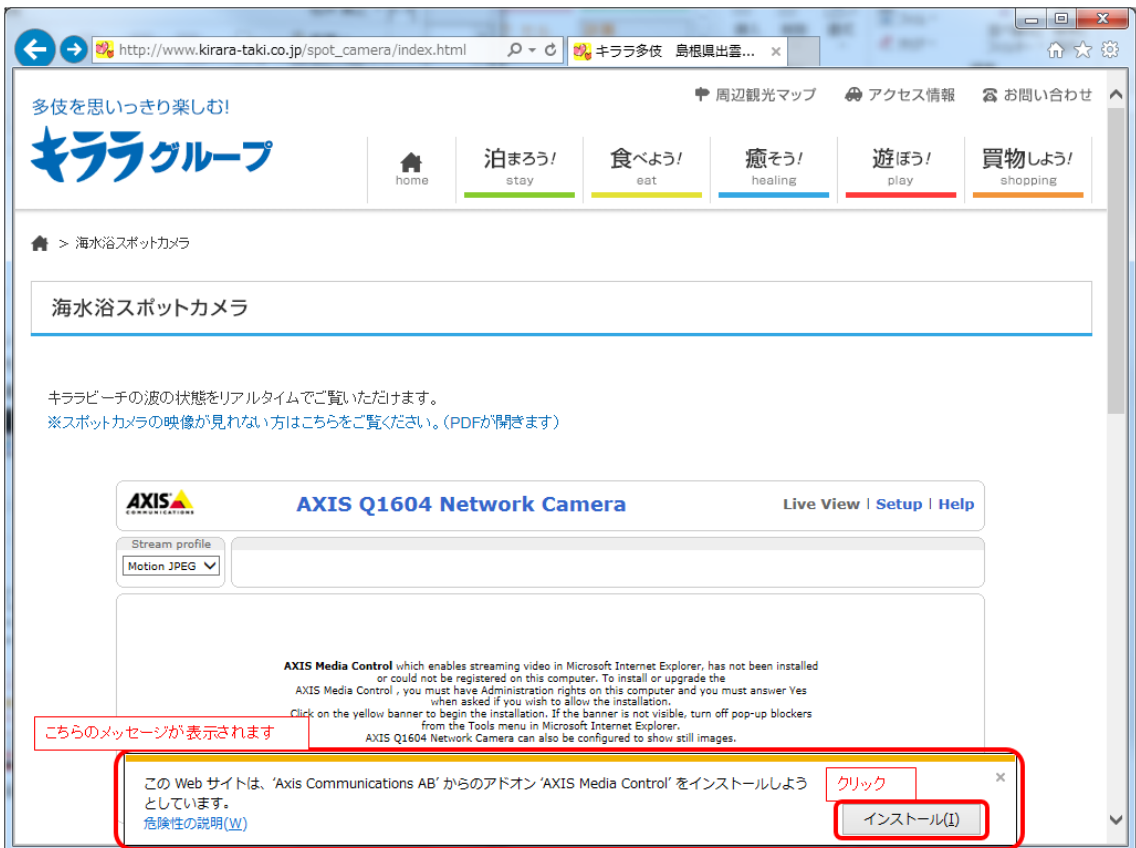 http://www.kirara-taki.co.jp/spot_camera/index.html
キララ多伎 島根県出雲...
多伎を思いっきり楽しむ!
周辺観光マップ
アクセス情報
お問い合わせ
キララグループ
home
泊まろう!
stay
食べよう!
eat
癒そう!
healing
遊ぼう!
play
買物しよう!
shopping
> 海水浴スポットカメラ
海水浴スポットカメラ
キララビーチの波の状態をリアルタイムでご覧いただけます。
※スポットカメラの映像が見れない方はこちらをご覧ください。(PDFが開きます)
AXIS
COMMUNICATIONS
AXIS Q1604 Network Camera
Live View | Setup | Help
Stream profile
Motion JPEG
AXIS Media Control which enables streaming video in Microsoft Internet Explorer, has not been installed
or could not be registered on this computer. To install or upgrade the
AXIS Media Control , you must have Administration rights on this computer and you must answer Yes
when asked if you wish to allow the installation.
Click on the yellow banner to begin the installation. If the banner is not visible, turn off pop-up blockers
from the Tools menu in Microsoft Internet Explorer.
AXIS Q1604 Network Camera can also be configured to show still images.
こちらのメッセージが表示されます
この Web サイトは、'Axis Communications AB' からのアドオン 'AXIS Media Control' をインストールしよう
としています。
危険性の説明(W)
クリック
インストール(I)